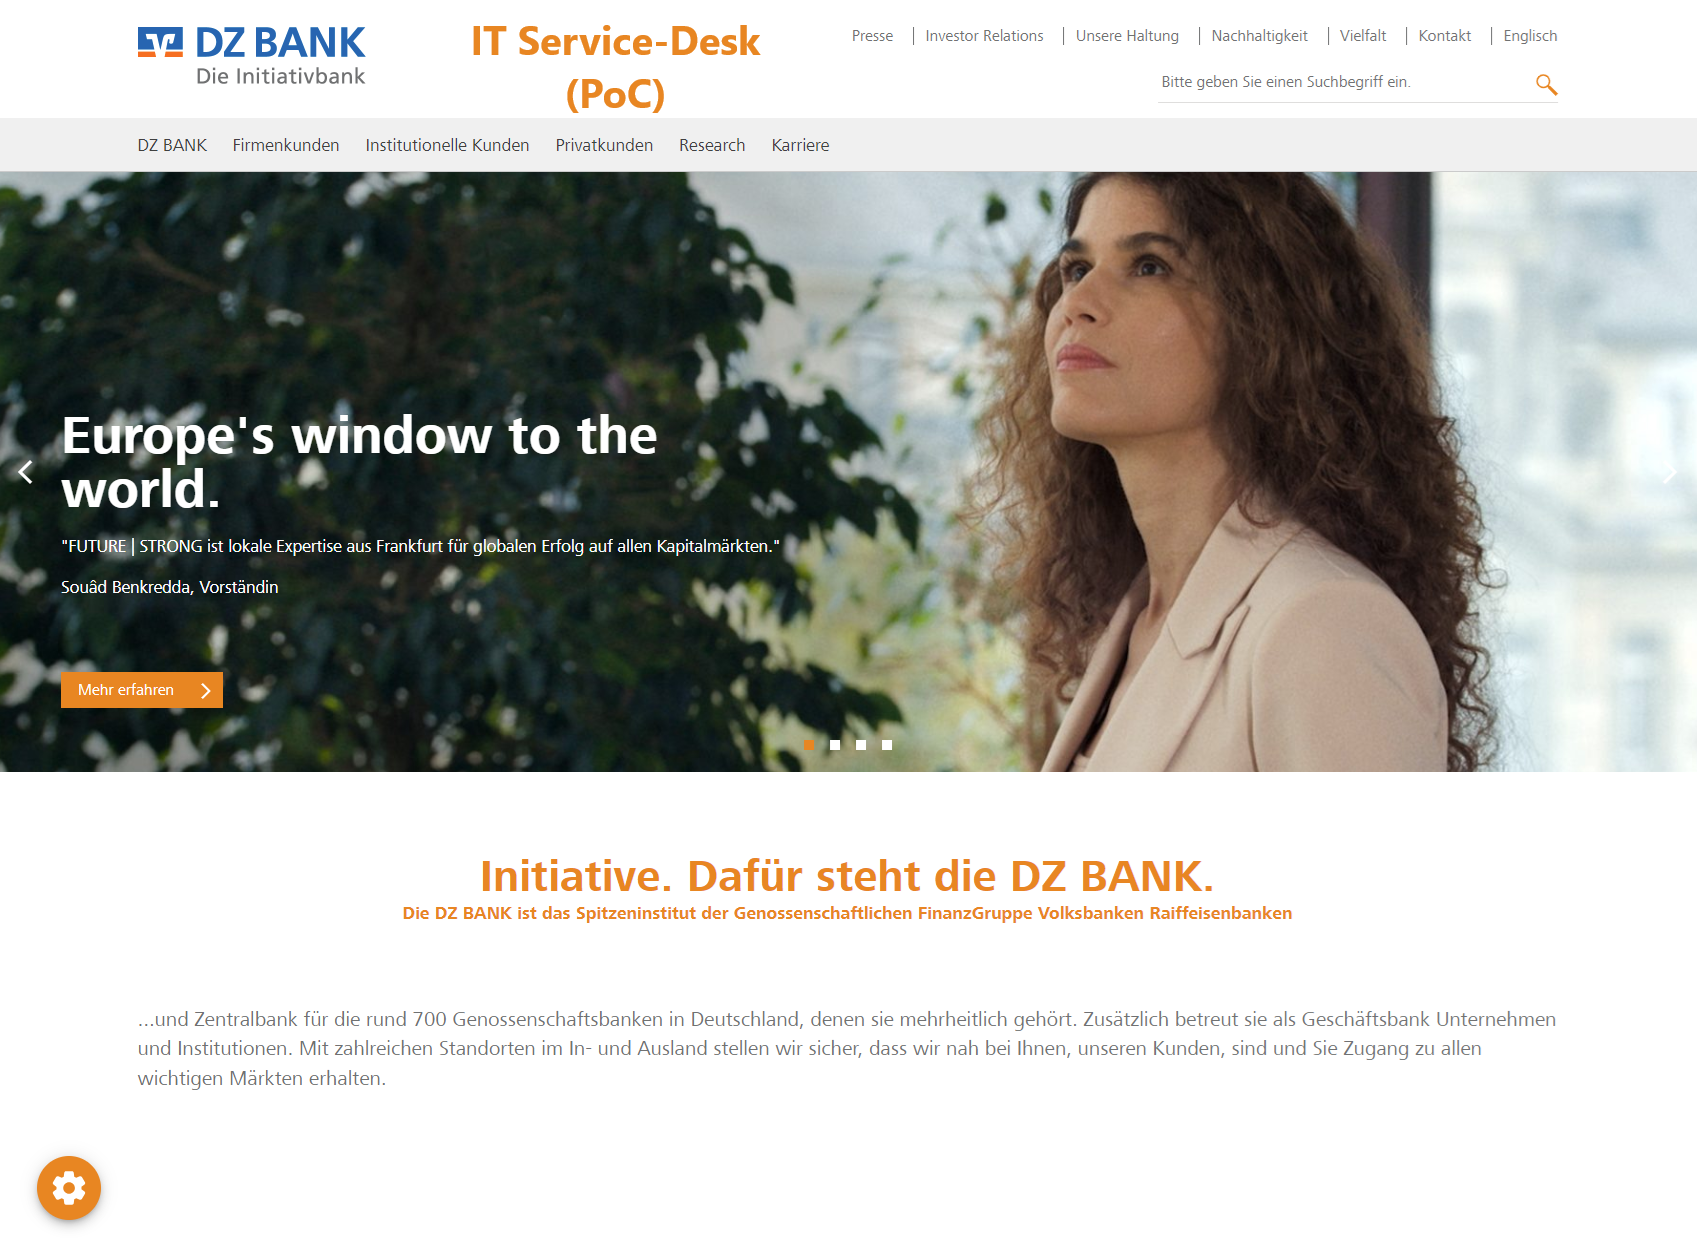 DZ BANK
Die Initiativbank
IT Service-Desk
(PoC)
Presse
Investor Relations
Unsere Haltung
Nachhaltigkeit
Vielfalt
Kontakt
Englisch
Bitte geben Sie einen Suchbegriff ein.
DZ BANK
Firmenkunden
Institutionelle Kunden
Privatkunden
Research
Karriere
Europe's window to the
world.
"FUTURE | STRONG ist lokale Expertise aus Frankfurt für globalen Erfolg auf allen Kapitalmärkten."
Souâd Benkredda, Vorständin
Mehr erfahren
Initiative. Dafür steht die DZ BANK.
Die DZ BANK ist das Spitzeninstitut der Genossenschaftlichen FinanzGruppe Volksbanken Raiffeisenbanken
...und Zentralbank für die rund 700 Genossenschaftsbanken in Deutschland, denen sie mehrheitlich gehört. Zusätzlich betreut sie als Geschäftsbank Unternehmen
und Institutionen. Mit zahlreichen Standorten im In- und Ausland stellen wir sicher, dass wir nah bei Ihnen, unseren Kunden, sind und Sie Zugang zu allen
wichtigen Märkten erhalten.